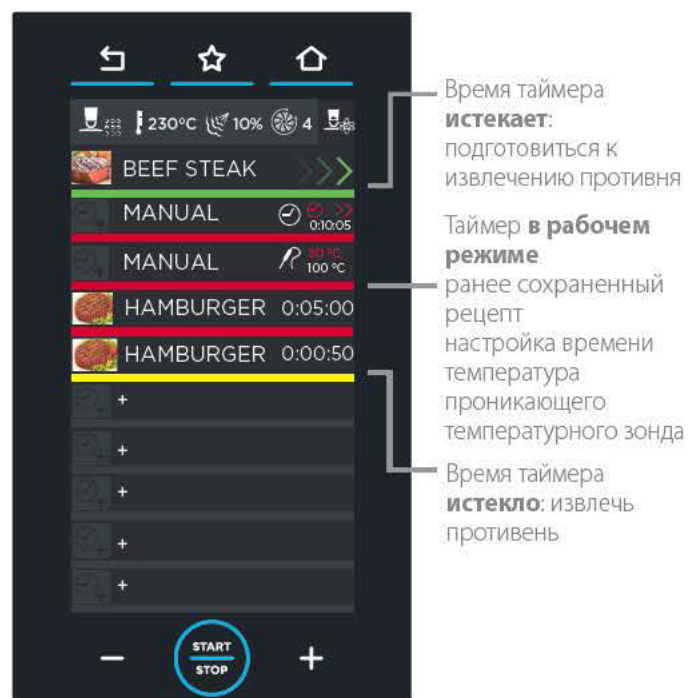 230°C 10% 4
BEEF STEAK
MANUAL
0:10:05
MANUAL
30 °C
100 °C
HAMBURGER 0:05:00
HAMBURGER 0:00:50
+
+
+
+
+
START
STOP
Время таймера
истекает:
подготовиться к
извлечению противня
Таймер в рабочем
режиме
ранее сохраненный
рецепт
настройка времени
температура
проникающего
температурного зонда
Время таймера
истекло: извлечь
противень